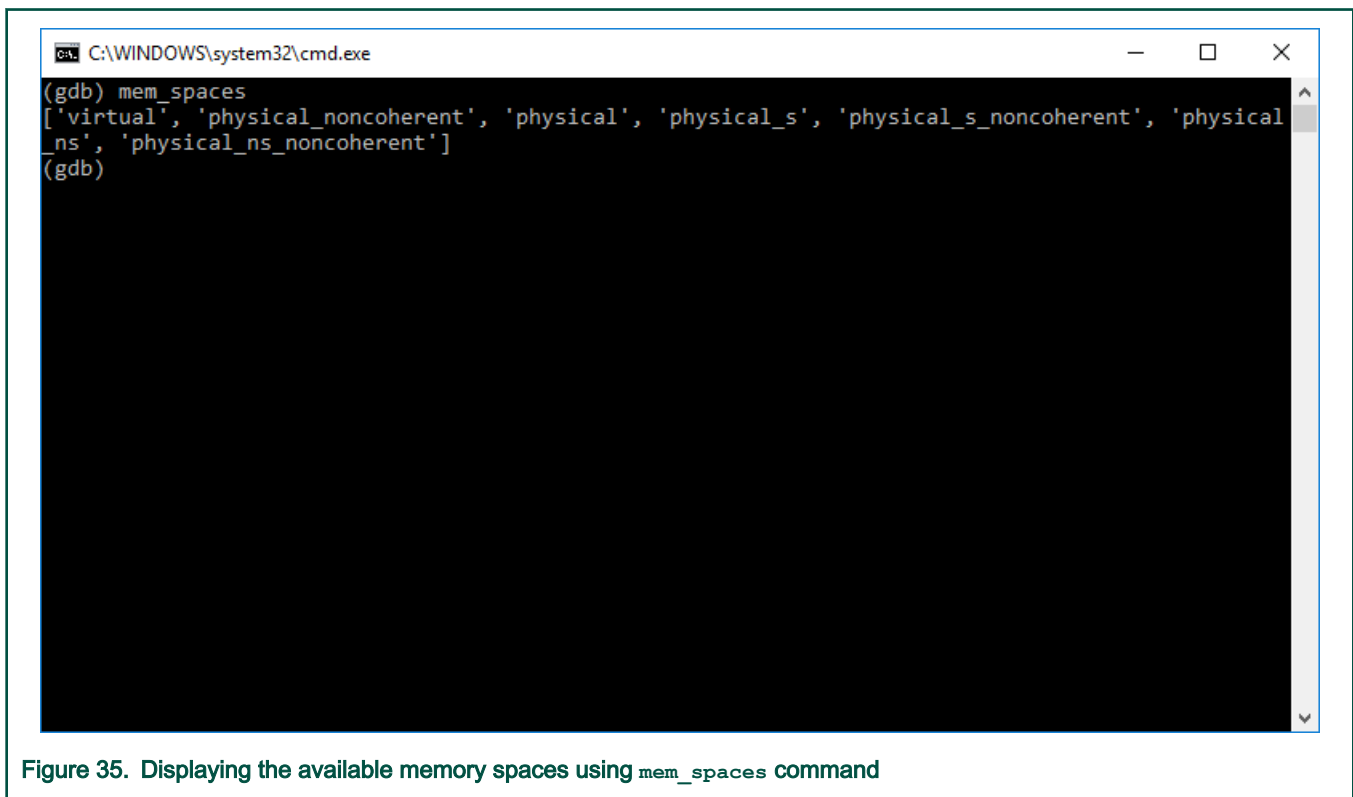 C:\WINDOWS\system32\cmd.exe
(gdb) mem_spaces
['virtual', 'physical_noncoherent', 'physical', 'physical_s', 'physical_s_noncoherent', 'physical
_ns', 'physical_ns_noncoherent']
(gdb)
Figure 35. Displaying the available memory spaces using mem_spaces command